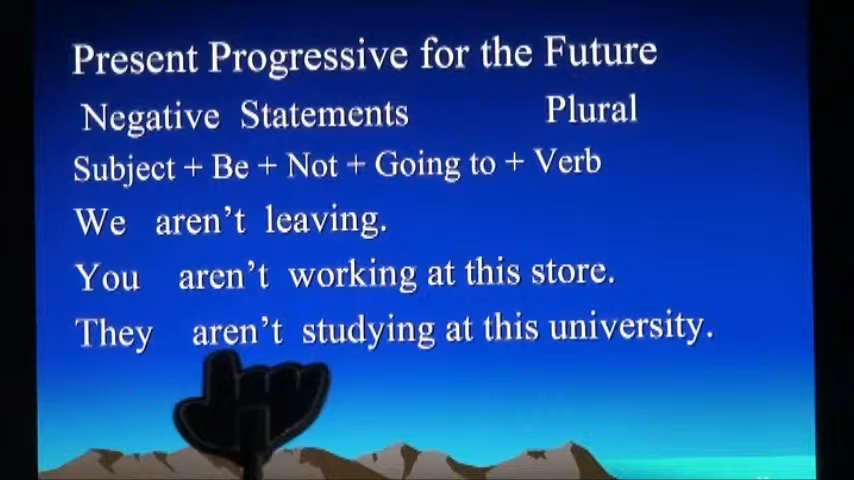 Present Progressive for the Future
Negative Statements Plural
Subject + Be + Not + Going to + Verb
We aren't leaving.
You aren't working at this store.
They aren't studying at this university.